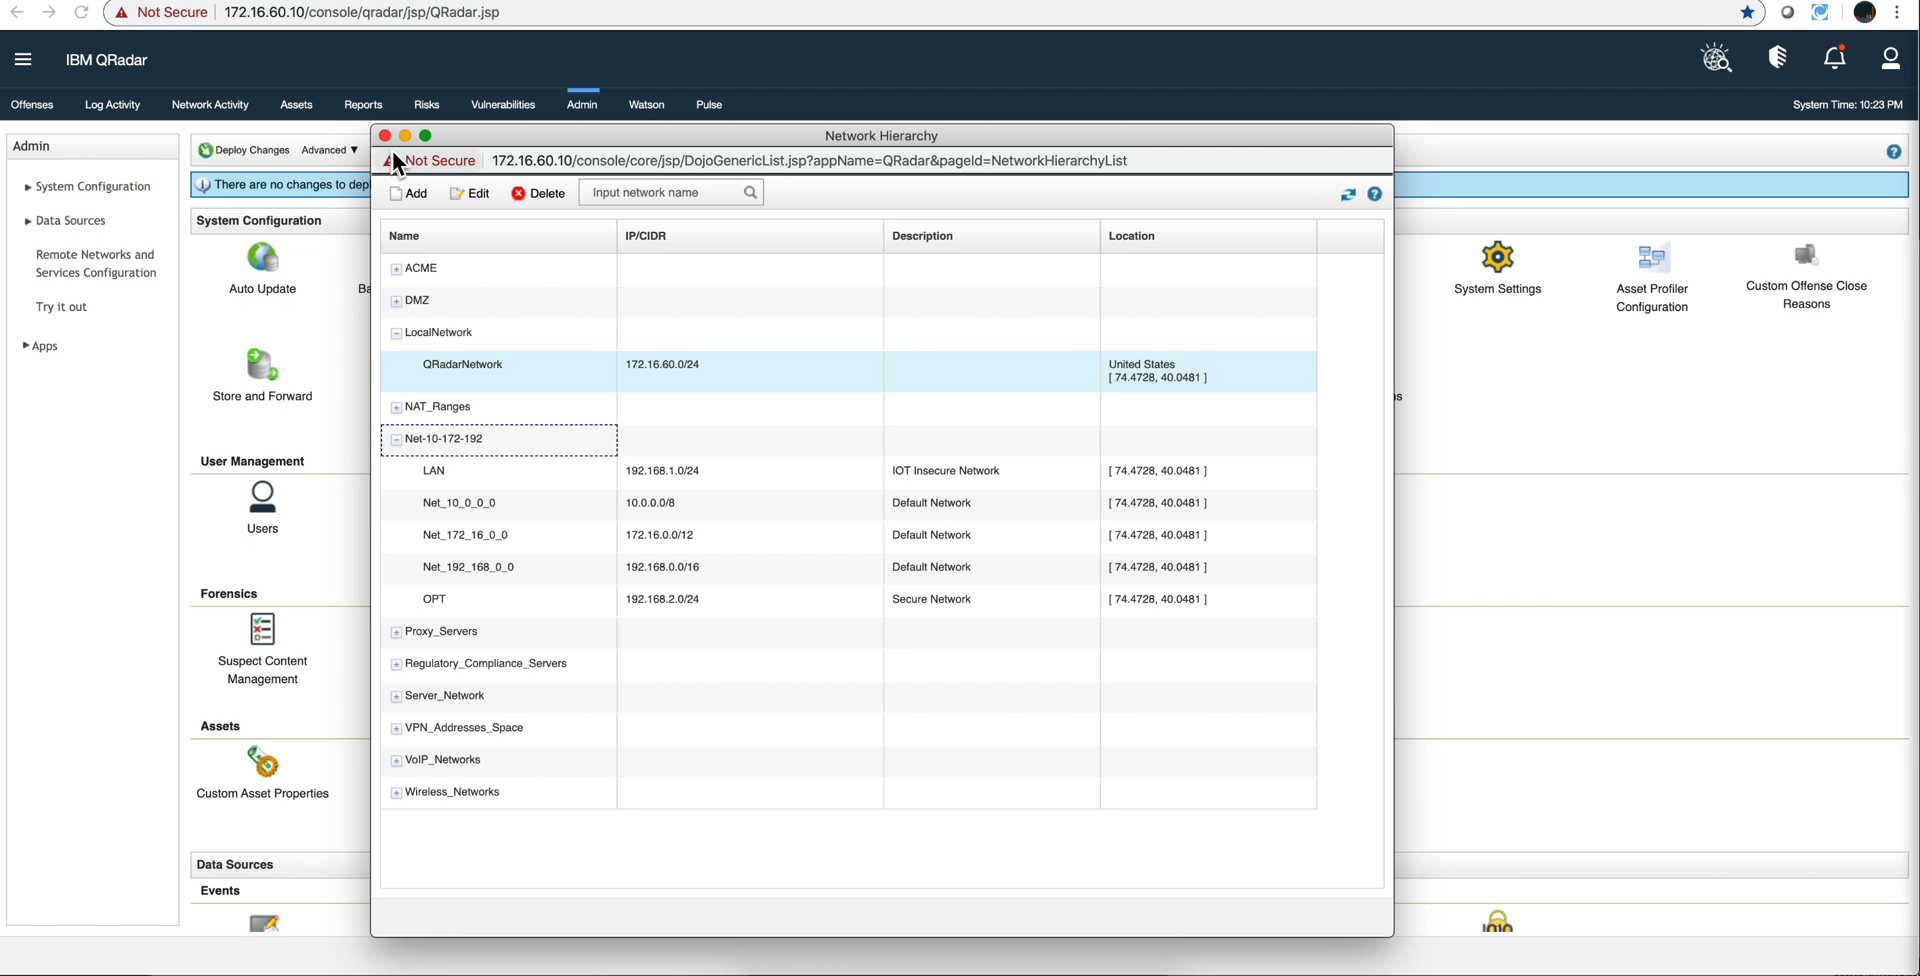 Not Secure 172.16.60.10/console/qradar/jsp/QRadar.jsp
IBM QRadar
Offenses Log Activity Network Activity Assets Reports Risks Vulnerabilities Admin Watson Pulse System Time: 10:23 PM
Admin
System Configuration
Data Sources
Remote Networks and
Services Configuration
Try it out
Apps
Deploy Changes Advanced
There are no changes to dep
System Configuration
Auto Update
Ba
Store and Forward
User Management
Users
Forensics
Suspect Content
Management
Assets
Custom Asset Properties
Data Sources
Events
Network Hierarchy
Not Secure 172.16.60.10/console/core/jsp/DojoGenericList.jsp?appName=QRadar&pageId=NetworkHierarchyList
Add Edit Delete Input network name
Name IP/CIDR Description Location
ACME
DMZ
LocalNetwork
QRadarNetwork 172.16.60.0/24 United States
[ 74.4728, 40.0481 ]
NAT_Ranges
Net-10-172-192
LAN 192.168.1.0/24 IOT Insecure Network [ 74.4728, 40.0481 ]
Net_10_0_0_0 10.0.0.0/8 Default Network [ 74.4728, 40.0481 ]
Net_172_16_0_0 172.16.0.0/12 Default Network [ 74.4728, 40.0481 ]
Net_192_168_0_0 192.168.0.0/16 Default Network [ 74.4728, 40.0481 ]
OPT 192.168.2.0/24 Secure Network [ 74.4728, 40.0481 ]
Proxy_Servers
Regulatory_Compliance_Servers
Server_Network
VPN_Addresses_Space
VoIP_Networks
Wireless_Networks
System Settings
Asset Profiler
Configuration
Custom Offense Close
Reasons
s